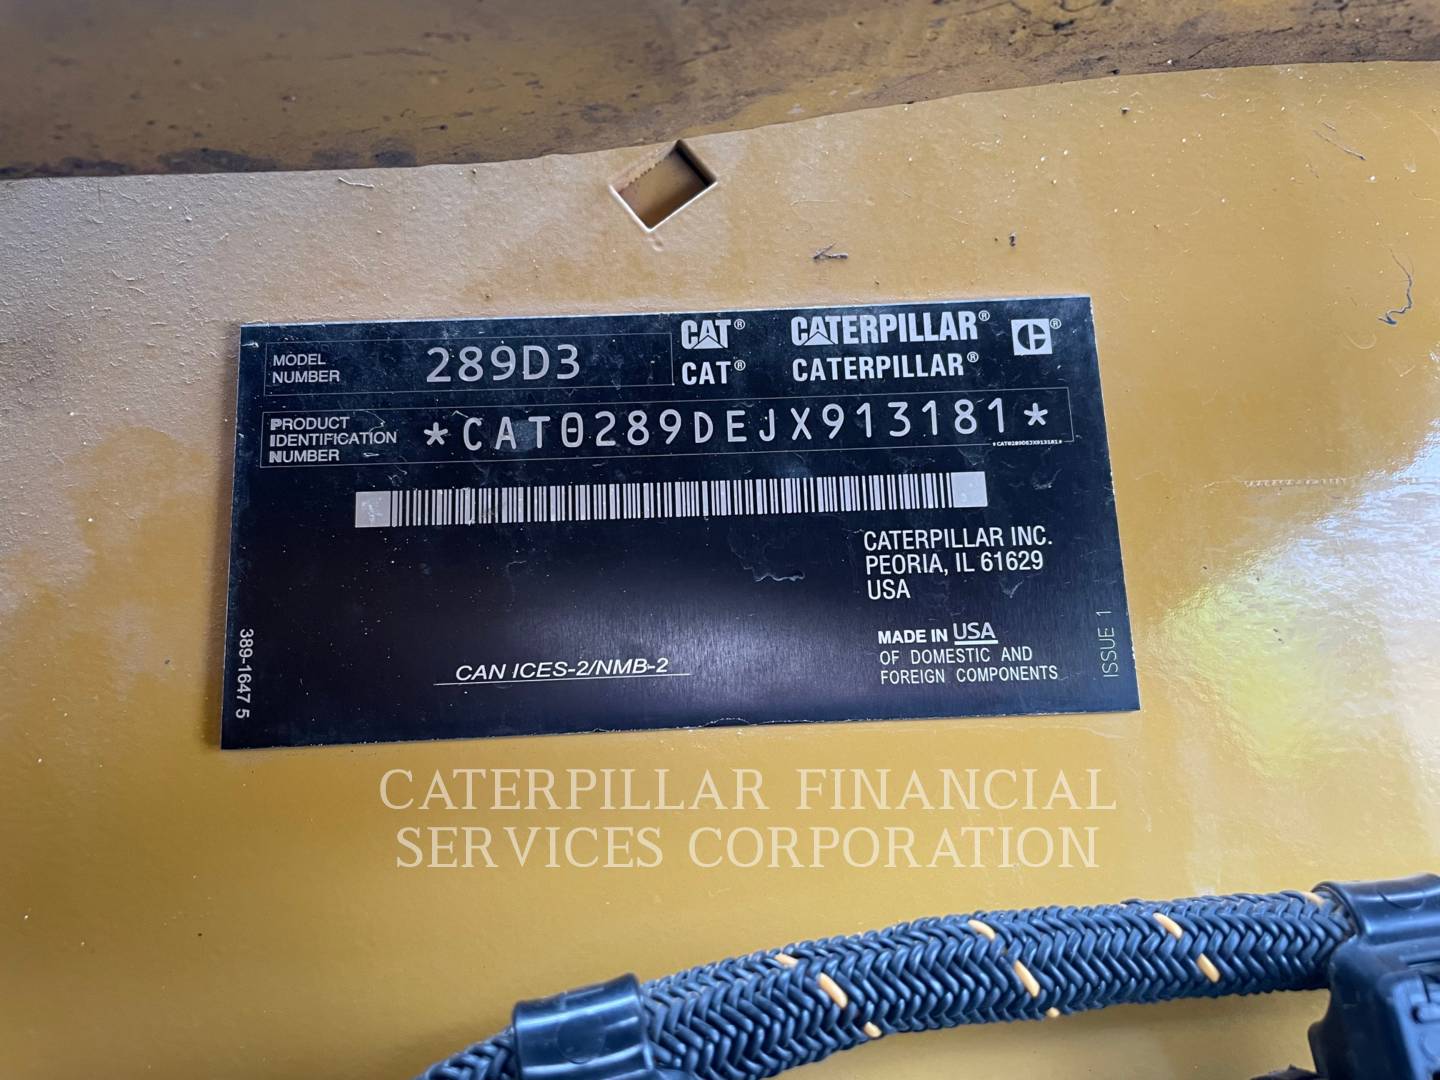 MODEL
NUMBER
289D3
CAT®
CATERPILLAR®
CAT®
CATERPILLAR®
C®
PRODUCT
IDENTIFICATION
NUMBER
*CAT0289DEJX913181*
*CAT0289DEJX913181*
CATERPILLAR INC.
PEORIA, IL 61629
USA
MADE IN USA
OF DOMESTIC AND
FOREIGN COMPONENTS
CAN ICES-2/NMB-2
389-1647 5
ISSUE 1
CATERPILLAR FINANCIAL
SERVICES CORPORATION